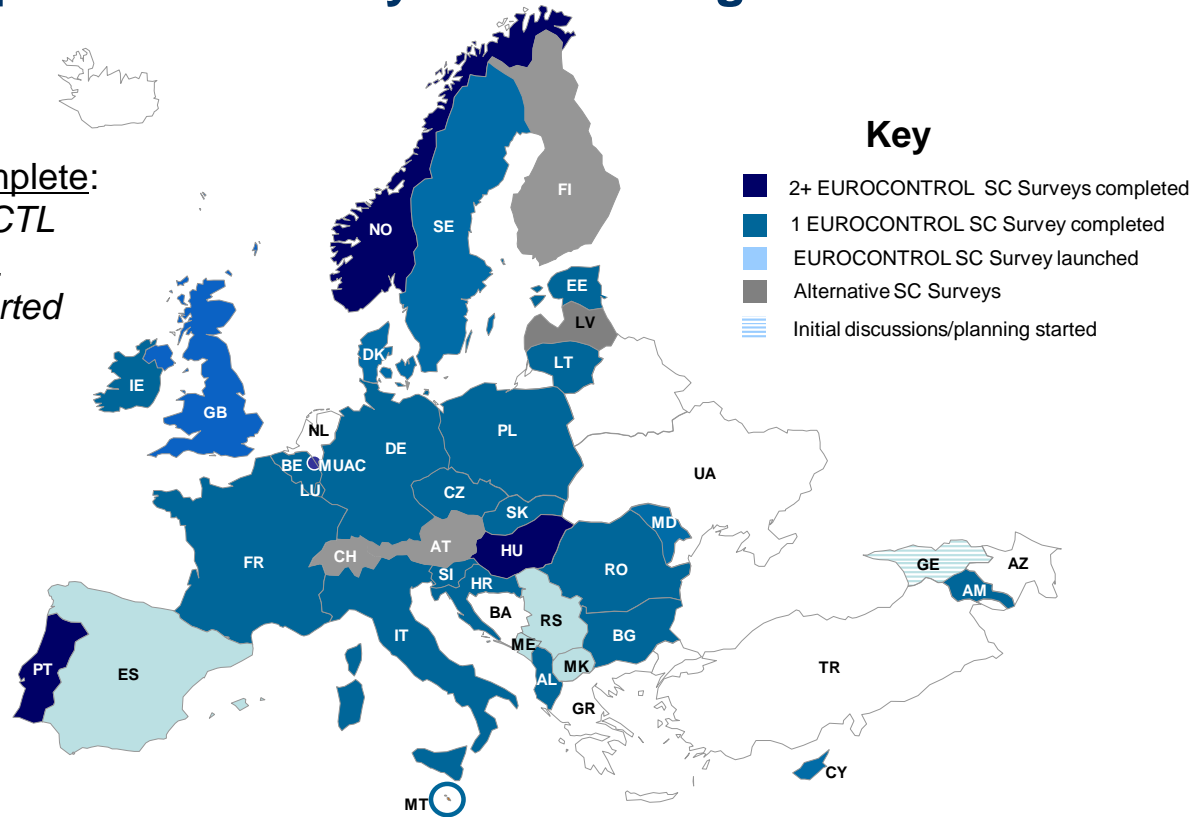 mplete:
CTL
rted
Key
2+ EUROCONTROL SC Surveys completed
1 EUROCONTROL SC Survey completed
EUROCONTROL SC Survey launched
Alternative SC Surveys
Initial discussions/planning started
FI
NO
SE
EE
LV
LT
DK
IE
GB
NL
PL
DE
BE
MUAC
LU
CZ
UA
SK
MD
CH
AT
HU
FR
RO
GE
AZ
SI
HR
AM
BA
RS
IT
BG
ME
PT
ES
MK
AL
TR
GR
CY
MT